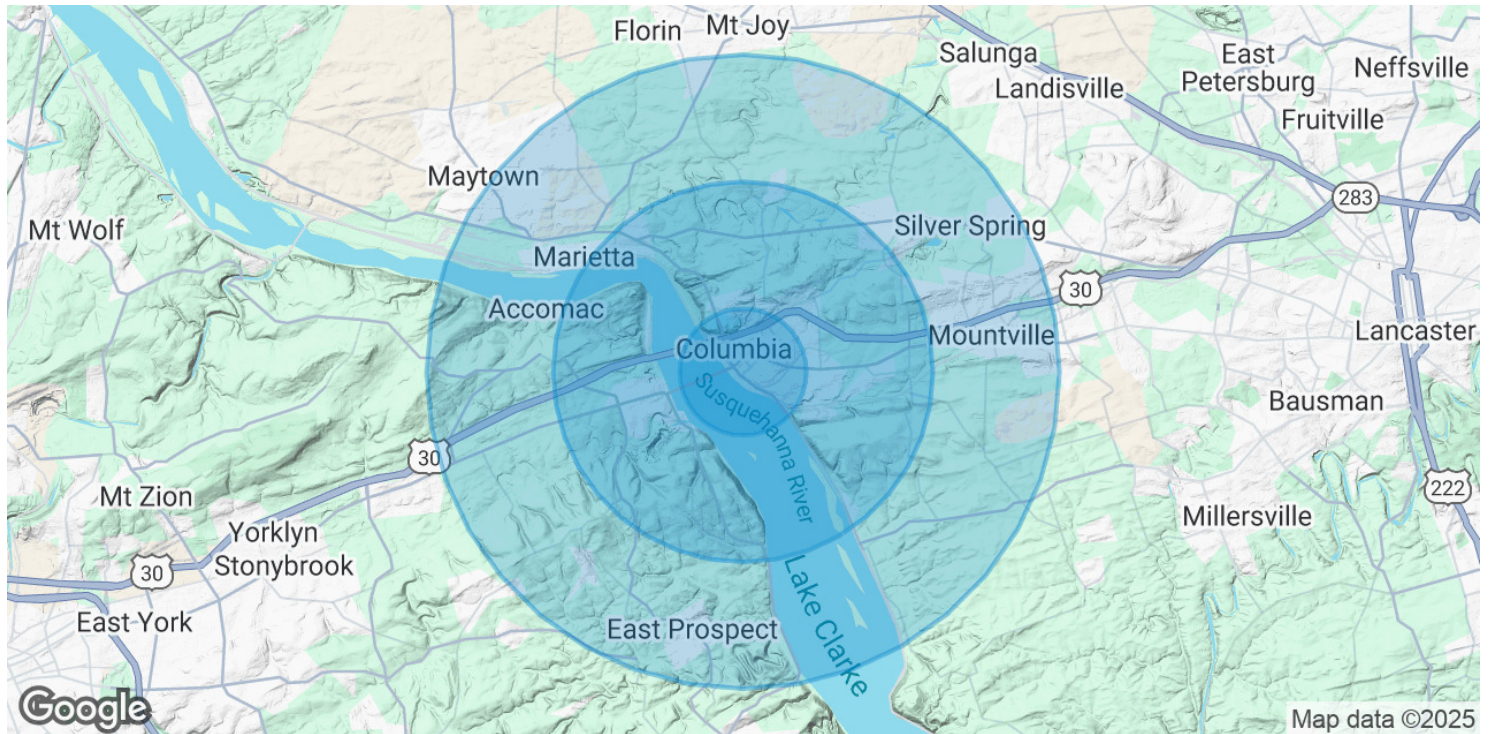 Florin
Mt Joy
Salunga
East
Petersburg
Neffsville
Landisville
Fruitville
Maytown
283
Mt Wolf
Silver Spring
Marietta
30
Accomac
Lancaster
Columbia
Mountville
Susquehanna River
Bausman
30
222
Mt Zion
Millersville
Yorklyn
Stonybrook
30
Lake Clarke
East York
East Prospect
Google
Map data ©2025